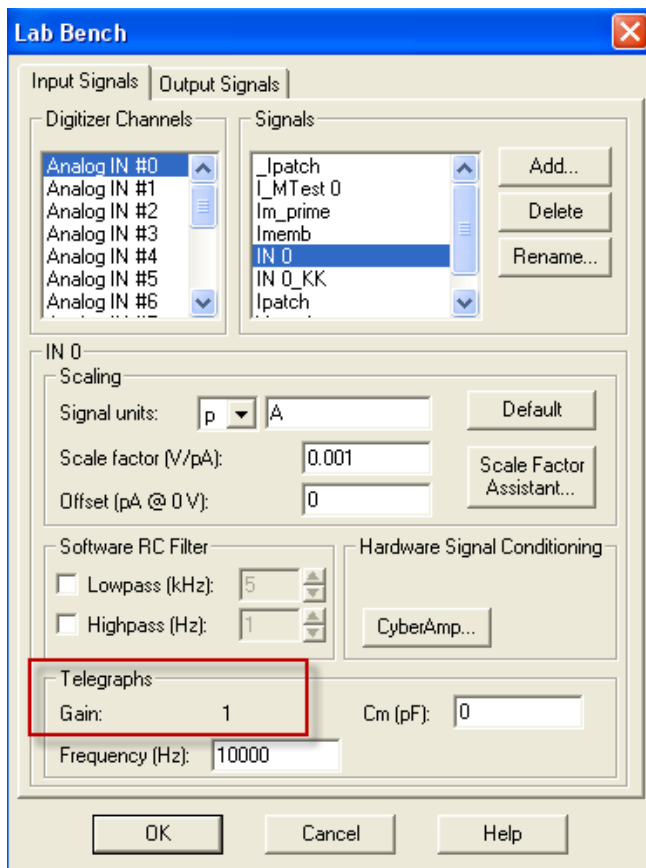 Lab Bench
Input Signals
Output Signals
Digitizer Channels
Analog IN #0
Analog IN #1
Analog IN #2
Analog IN #3
Analog IN #4
Analog IN #5
Analog IN #6
Signals
_Ipatch
I_MTest 0
Im_prime
Imemb
IN 0
IN 0_KK
Ipatch
Add...
Delete
Rename...
IN 0
Scaling
Signal units: p A
Default
Scale factor (V/pA): 0.001
Scale Factor
Assistant...
Offset (pA @ 0 V): 0
Software RC Filter
Lowpass (kHz): 5
Highpass (Hz): 1
Hardware Signal Conditioning
CyberAmp...
Telegraphs
Gain: 1
Cm (pF): 0
Frequency (Hz): 10000
OK
Cancel
Help